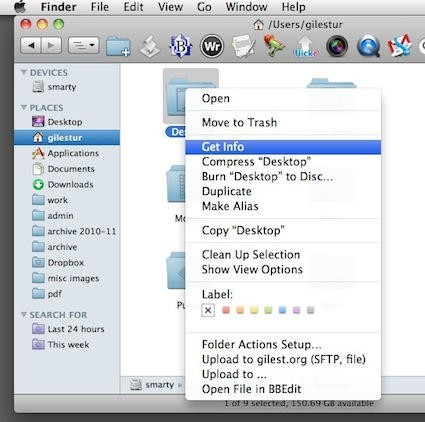 Finder File Edit View Go Window Help
/Users/gilestur
DEVICES
smarty
PLACES
Desktop
gilestur
Applications
Documents
Downloads
work
admin
archive 2010-11
archive
Dropbox
misc images
pdf
SEARCH FOR
Last 24 hours
This week
Wr
flickr
Open
Move to Trash
Get Info
Compress “Desktop”
Burn “Desktop” to Disc...
Duplicate
Make Alias
Copy “Desktop”
Clean Up Selection
Show View Options
Label:
Folder Actions Setup...
Upload to gilest.org (SFTP, file)
Upload to ...
Open File in BBEdit
smarty
1 of 9 selected, 150.69 GB available